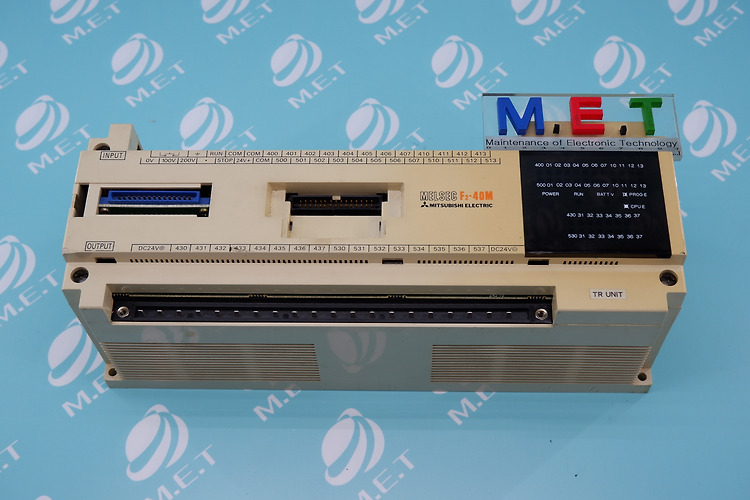 M.E.T
Maintenance of Electronic Technology
INPUT
+ RUN COM COM 400 401 402 403 404 405 406 407 410 411 412 413
0V 100V 200V - STOP 24V+ COM 500 501 502 503 504 505 506 507 510 511 512 513
400 01 02 03 04 05 06 07 10 11 12 13
500 01 02 03 04 05 06 07 10 11 12 13
POWER RUN BATT V PROG E
CPU E
430 31 32 33 34 35 36 37
530 31 32 33 34 35 36 37
MELSEC F2-40M
MITSUBISHI ELECTRIC
OUTPUT
DC24V⊕ 430 431 432 433 434 435 436 437 530 531 532 533 534 535 536 537 DC24V⊖
TR UNIT
M.E.T